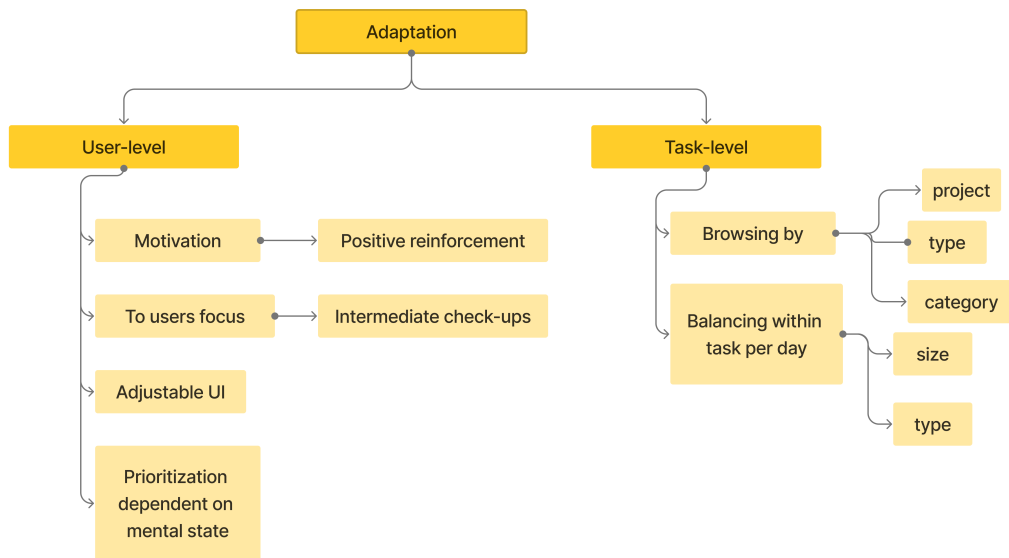 Adaptation
User-level
Motivation
Positive reinforcement
To users focus
Intermediate check-ups
Adjustable UI
Prioritization
dependent on
mental state
Task-level
Browsing by
project
type
category
Balancing within
task per day
size
type